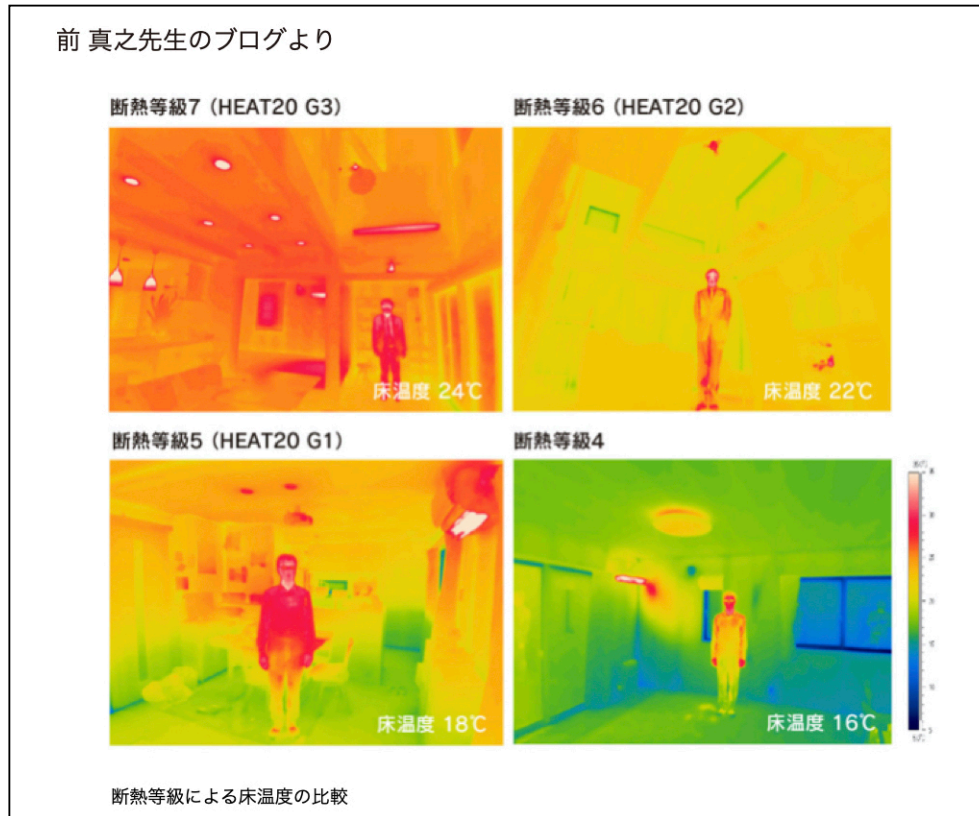 前 真之先生のブログより
断熱等級7（HEAT20 G3）
断熱等級6（HEAT20 G2）
床温度 24℃
床温度 22℃
断熱等級5（HEAT20 G1）
断熱等級4
床温度 18℃
床温度 16℃
断熱等級による床温度の比較